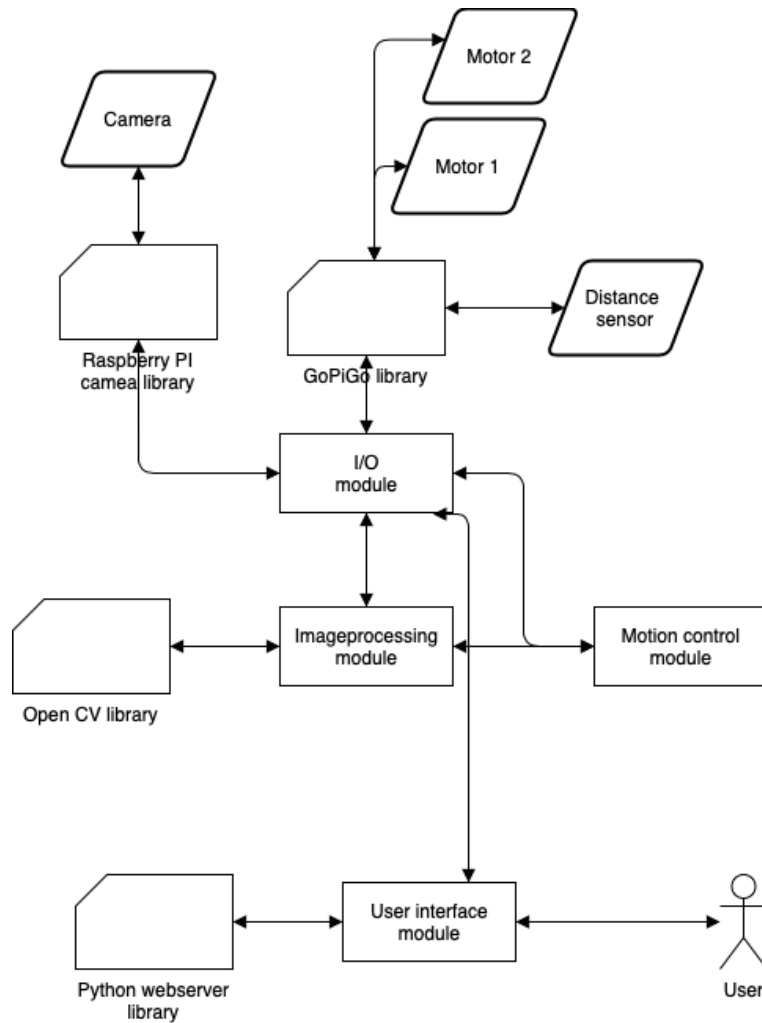 Motor 2
Camera
Motor 1
Distance
sensor
Raspberry PI
camea library
GoPiGo library
I/O
module
Imageprocessing
module
Motion control
module
Open CV library
User interface
module
Python webserver
library
User